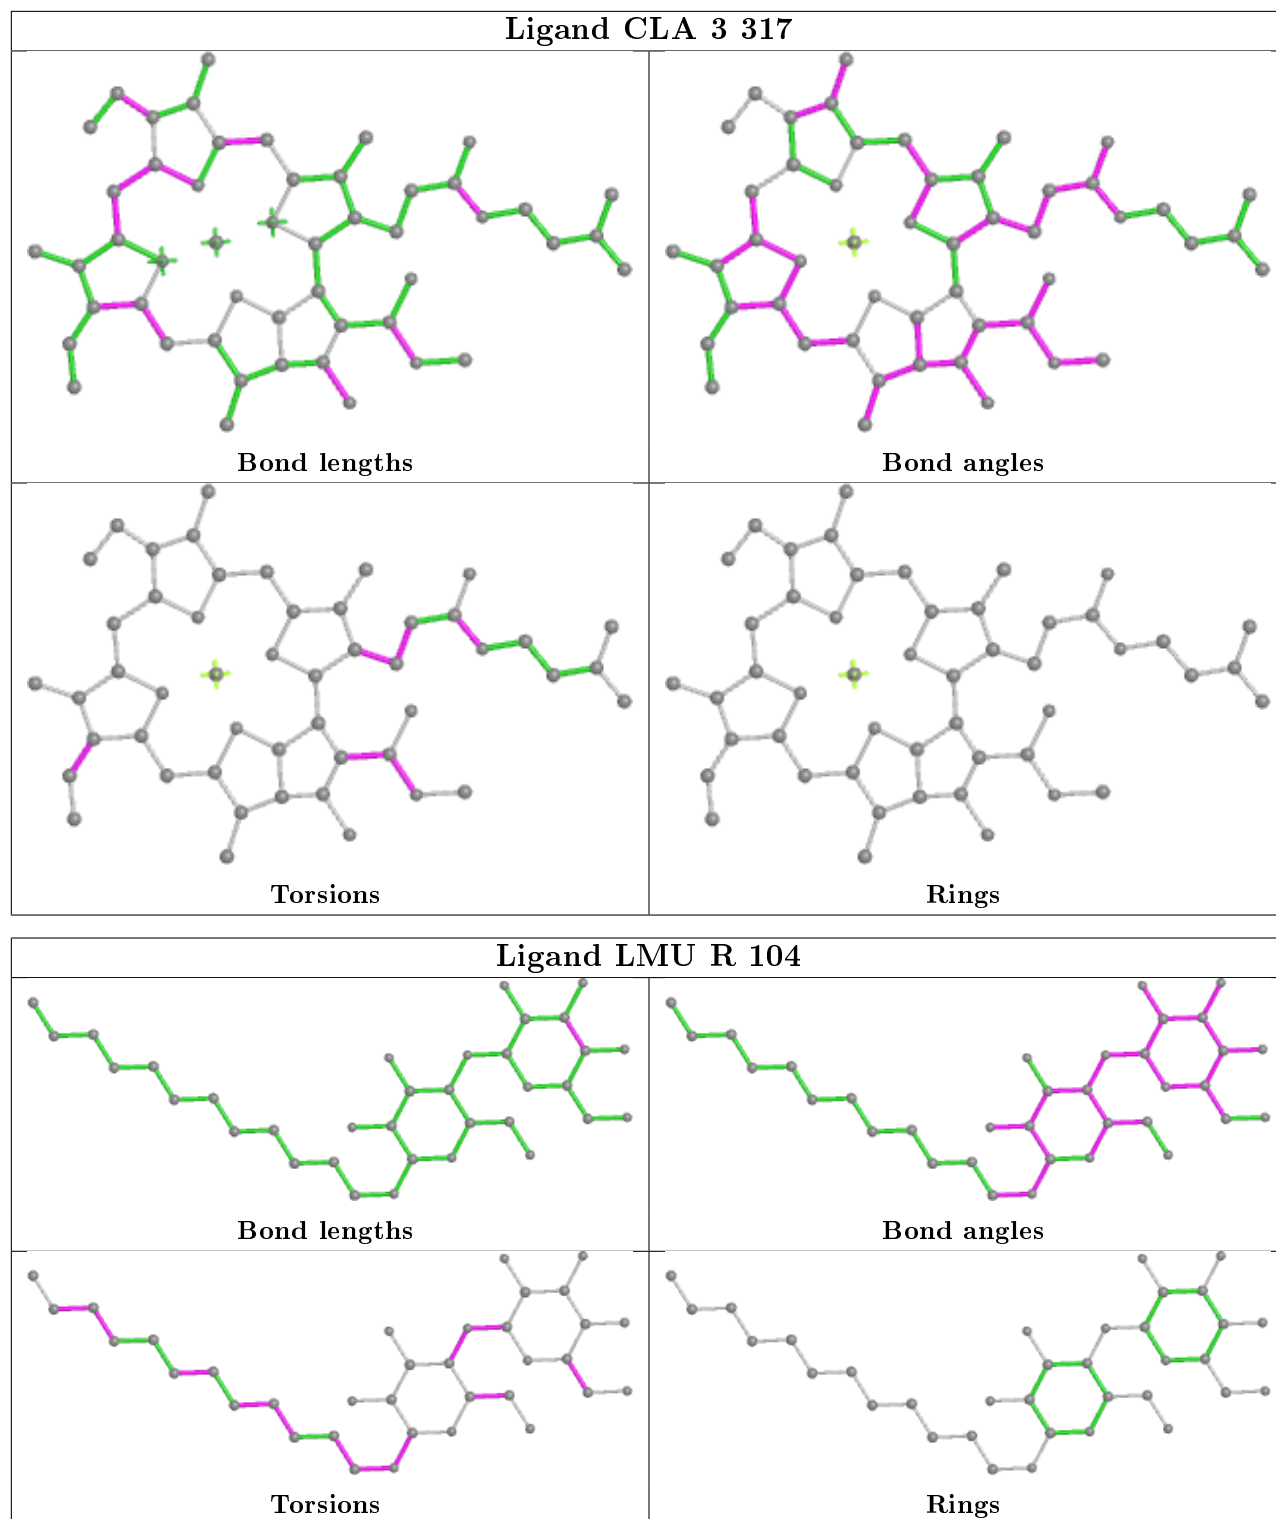 Ligand CLA 3 317
Bond lengths
Bond angles
Torsions
Rings
Ligand LMU R 104
Bond lengths
Bond angles
Torsions
Rings